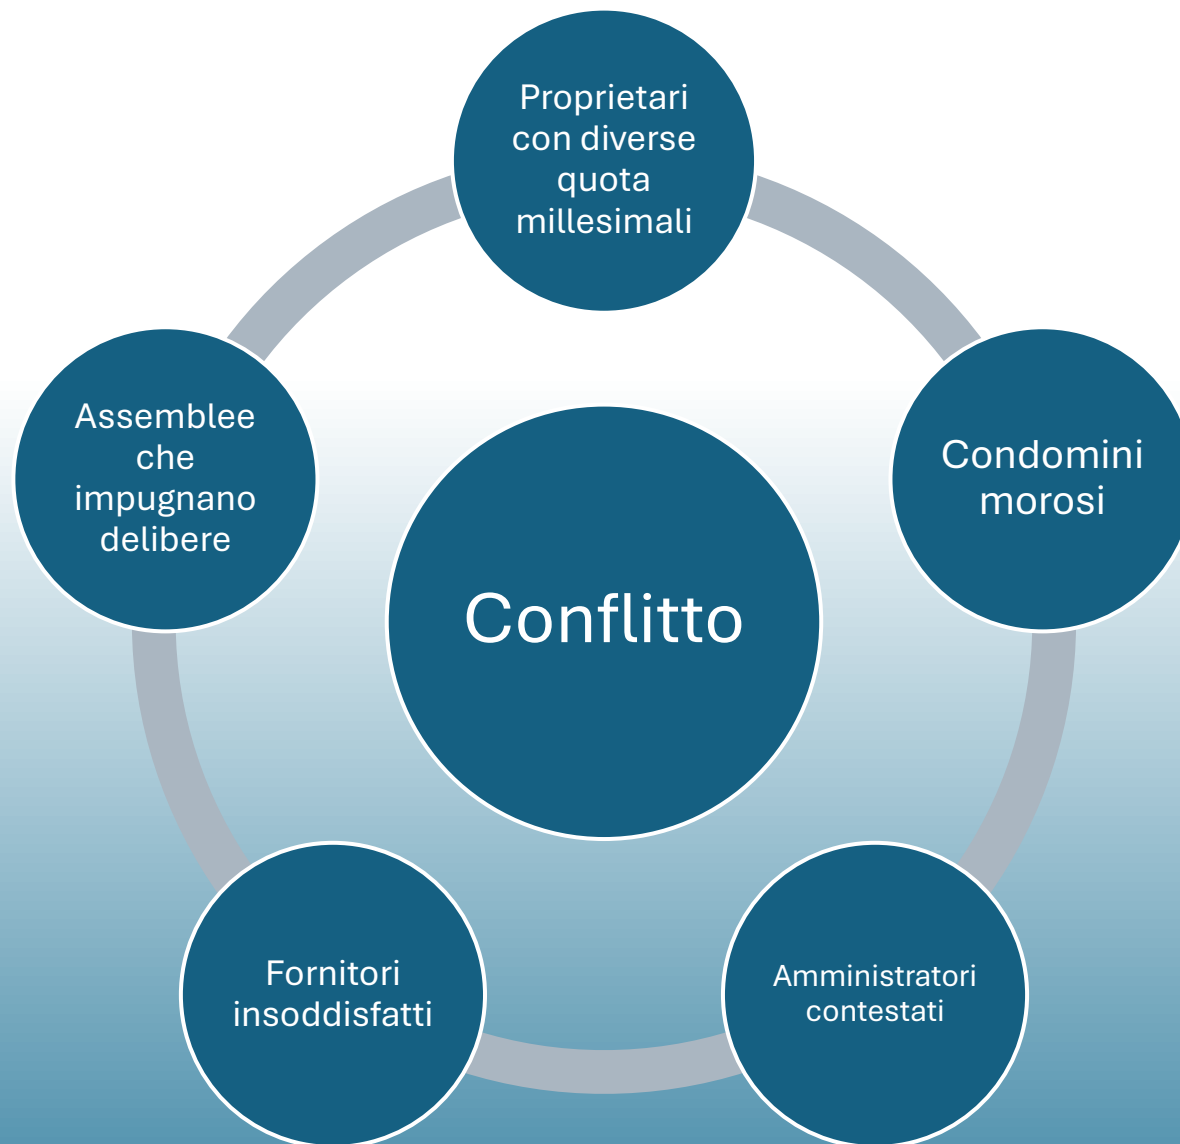 Proprietari
con diverse
quota
millesimali
Condomini
morosi
Amministratori
contestati
Fornitori
insoddisfatti
Assemblee
che
impugnano
delibere
Conflitto